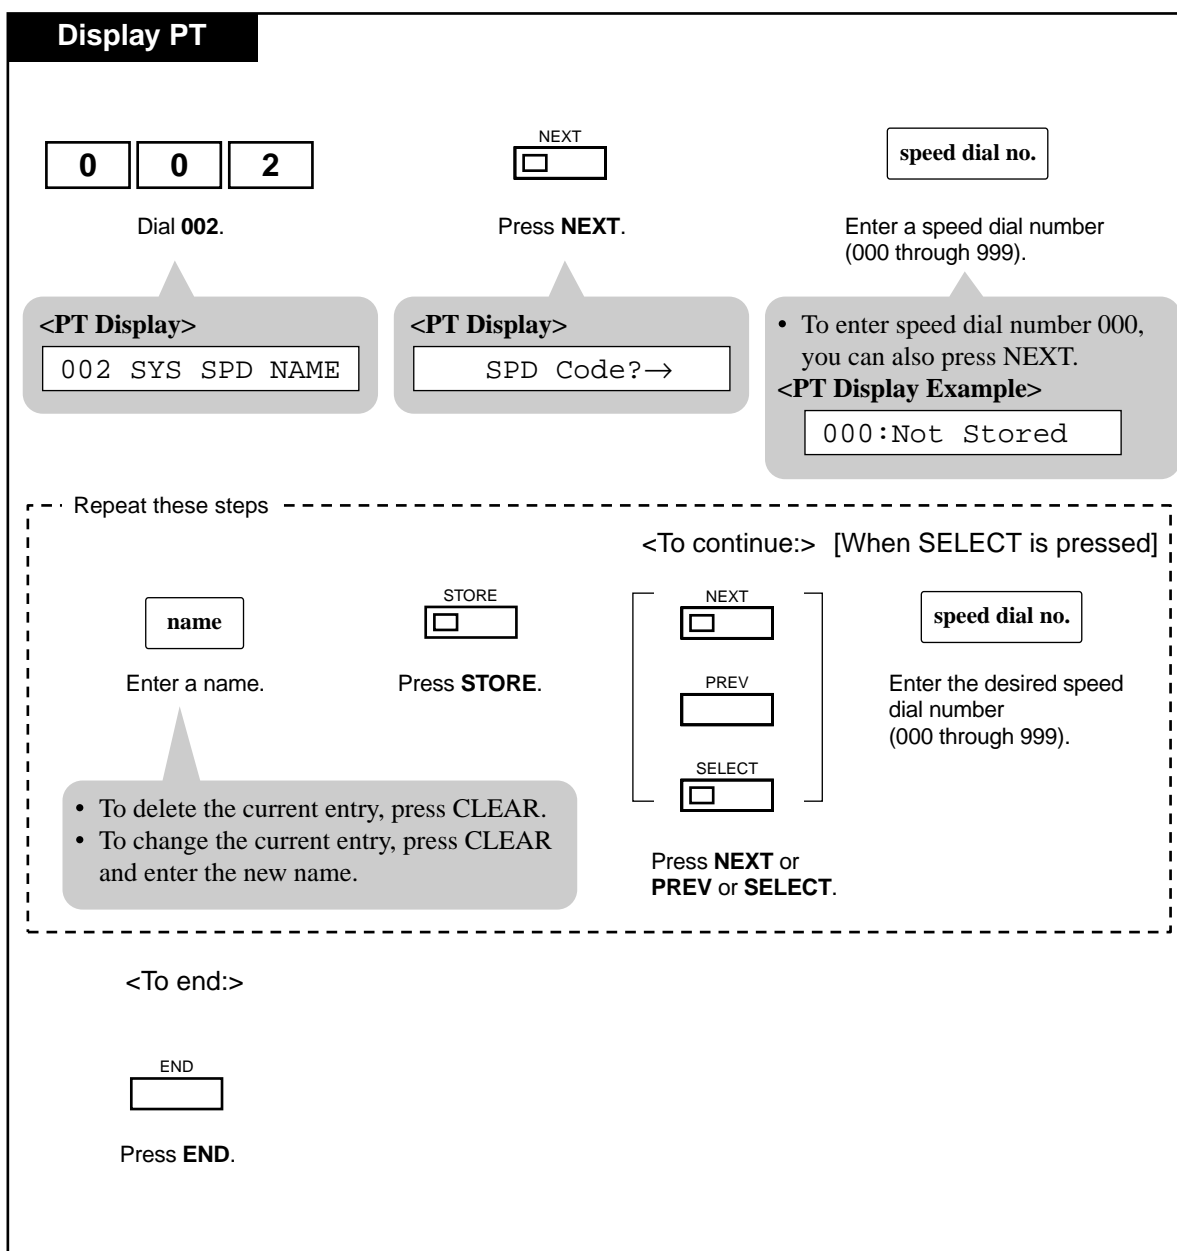 Display PT
0 0 2
NEXT
speed dial no.
Dial 002.
Press NEXT.
Enter a speed dial number
(000 through 999).
<PT Display>
002 SYS SPD NAME
<PT Display>
SPD Code?→
• To enter speed dial number 000,
you can also press NEXT.
<PT Display Example>
000:Not Stored
Repeat these steps
<To continue:> [When SELECT is pressed]
name
Enter a name.
STORE
Press STORE.
NEXT
PREV
SELECT
Press NEXT or
PREV or SELECT.
speed dial no.
Enter the desired speed
dial number
(000 through 999).
• To delete the current entry, press CLEAR.
• To change the current entry, press CLEAR
and enter the new name.
<To end:>
END
Press END.